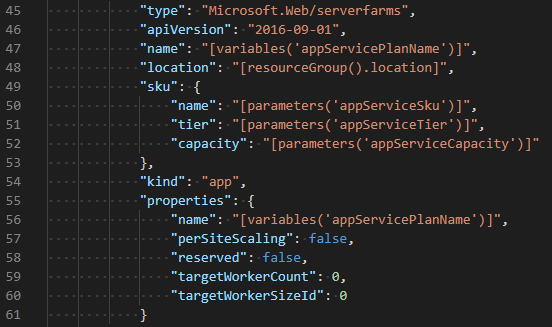 45 "type": "Microsoft.Web/serverfarms",
46 "apiVersion": "2016-09-01",
47 "name": "[variables('appServicePlanName')]",
48 "location": "[resourceGroup().location]",
49 "sku": {
50 "name": "[parameters('appServiceSku')]",
51 "tier": "[parameters('appServiceTier')]",
52 "capacity": "[parameters('appServiceCapacity')]"
53 },
54 "kind": "app",
55 "properties": {
56 "name": "[variables('appServicePlanName')]",
57 "perSiteScaling": false,
58 "reserved": false,
59 "targetWorkerCount": 0,
60 "targetWorkerSizeId": 0
61 }